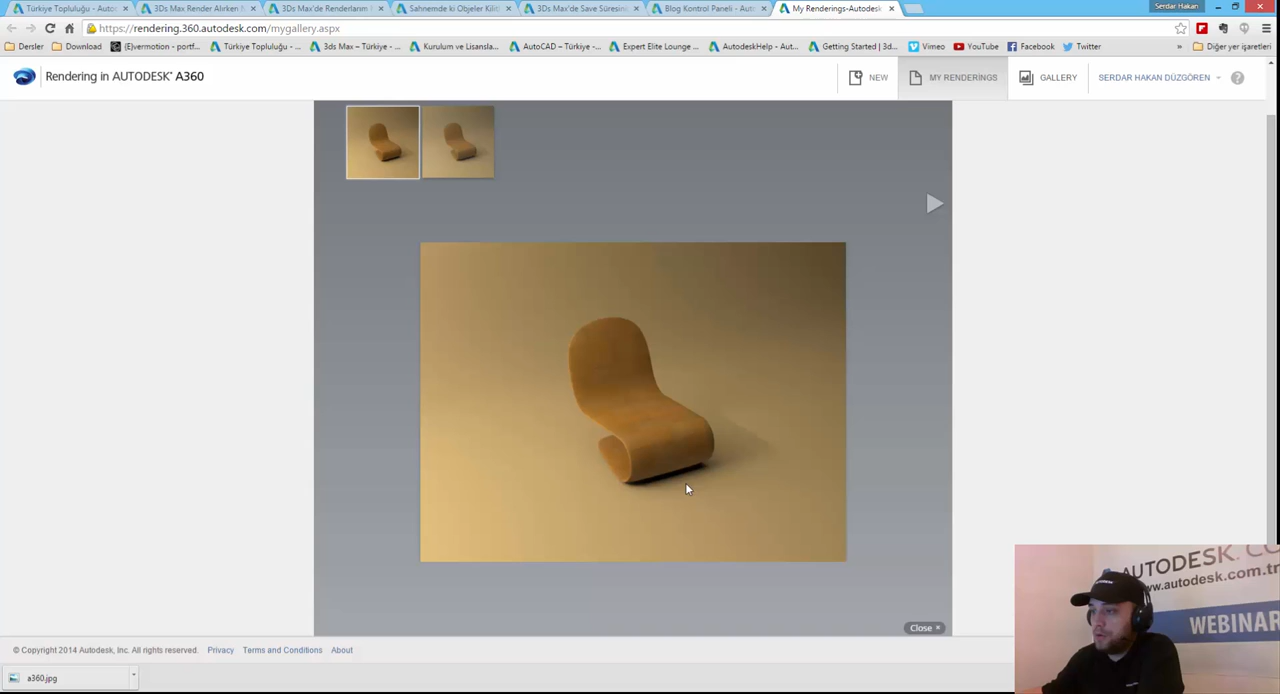 Türkiye Topluluğu - Autoc
3Ds Max Render Alırken M
3Ds Max'de Renderlarım K
Sahnemde ki Objeler Kilit
3Ds Max'de Save Süresin
Blog Kontrol Paneli - Auto
My Renderings-Autodesk
Serdar Hakan
https://rendering.360.autodesk.com/mygallery.aspx
Dersler
Download
[Evermotion - portf...
Türkiye Topluluğu - ...
3ds Max – Türkiye - ...
Kurulum ve Lisansla...
AutoCAD – Türkiye - ...
Expert Elite Lounge ...
AutodeskHelp - Aut...
Getting Started | 3d...
Vimeo
YouTube
Facebook
Twitter
»
Diğer yer işaretleri
Rendering in AUTODESK® A360
NEW
MY RENDERINGS
GALLERY
SERDAR HAKAN DÜZGÖREN
?
Close
AUTODESK. CO
www.autodesk.com.tr
WEBINAR
© Copyright 2014 Autodesk, Inc. All rights reserved.
Privacy
Terms and Conditions
About
a360.jpg